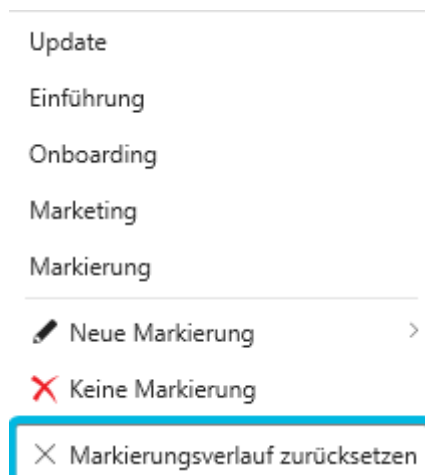 Update
Einführung
Onboarding
Marketing
Markierung
Neue Markierung
Keine Markierung
Markierungsverlauf zurücksetzen